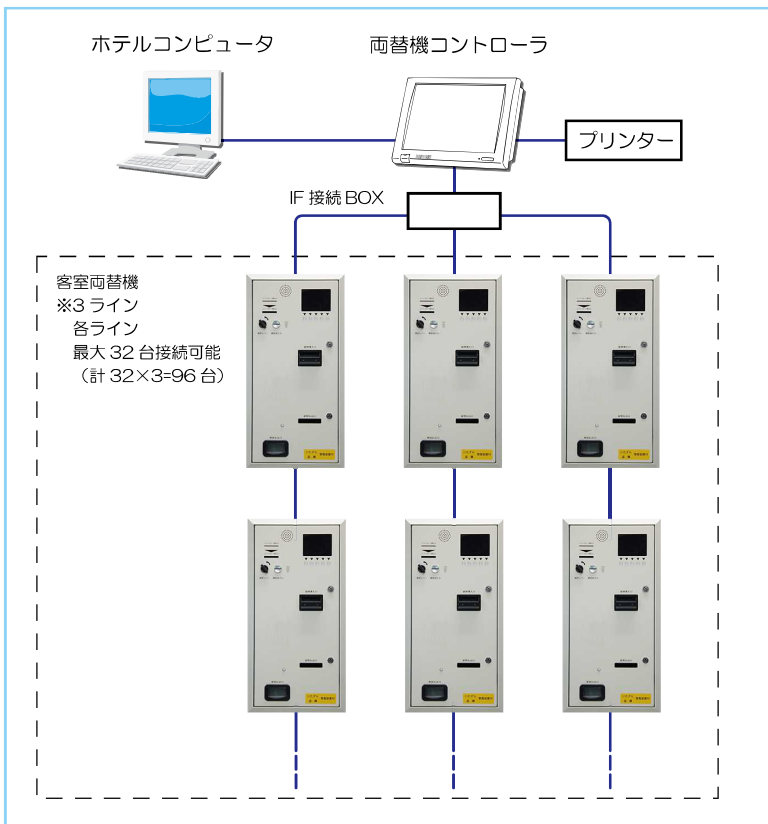 ホテルコンピュータ
両替機コントローラ
プリンター
IF 接続 BOX
客室両替機
※3 ライン
各ライン
最大 32 台接続可能
(計 32×3=96 台)